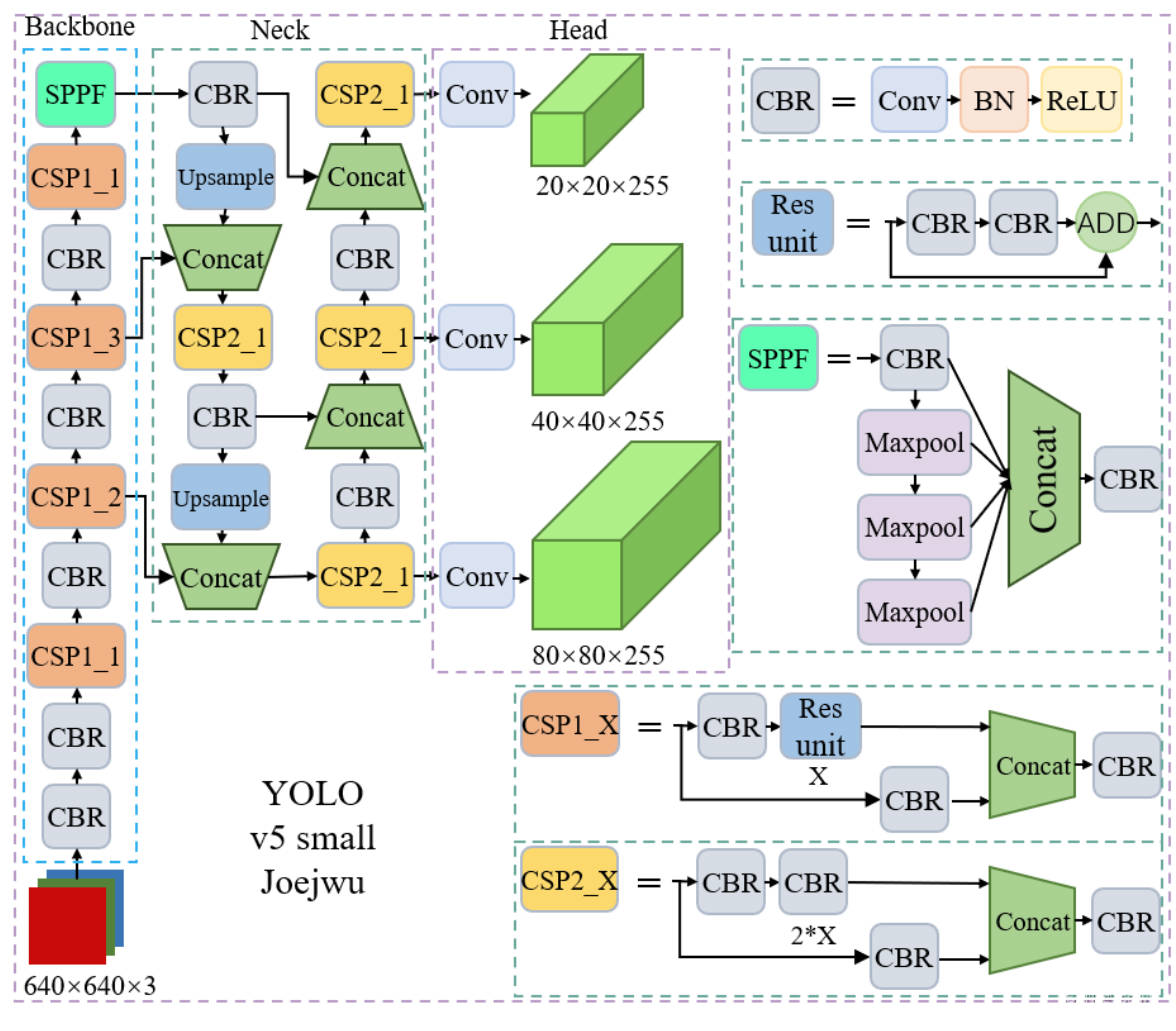 Backbone
Neck
Head
SPPF
CBR
CSP2_1
Conv
CBR
=
Conv
BN
ReLU
CSP1_1
Upsample
Concat
20×20×255
Res
unit
=
CBR
CBR
ADD
CBR
Concat
CBR
CSP1_3
CSP2_1
CSP2_1
Conv
SPPF
=
CBR
CBR
CBR
Concat
40×40×255
Maxpool
Concat
CBR
CSP1_2
Upsample
CBR
Maxpool
CBR
Concat
CSP2_1
Conv
Maxpool
CSP1_1
80×80×255
CBR
CSP1_X
=
CBR
Res
unit
X
CBR
Concat
CBR
CBR
YOLO
v5 small
Joejwu
CSP2_X
=
CBR
CBR
2*X
CBR
Concat
CBR
640×640×3